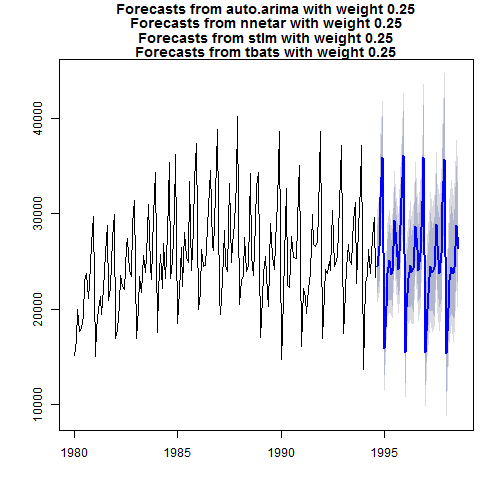 Forecasts from auto.arima with weight 0.25
Forecasts from nnetar with weight 0.25
Forecasts from stlm with weight 0.25
Forecasts from tbats with weight 0.25
40000
30000
20000
10000
1980 1985 1990 1995